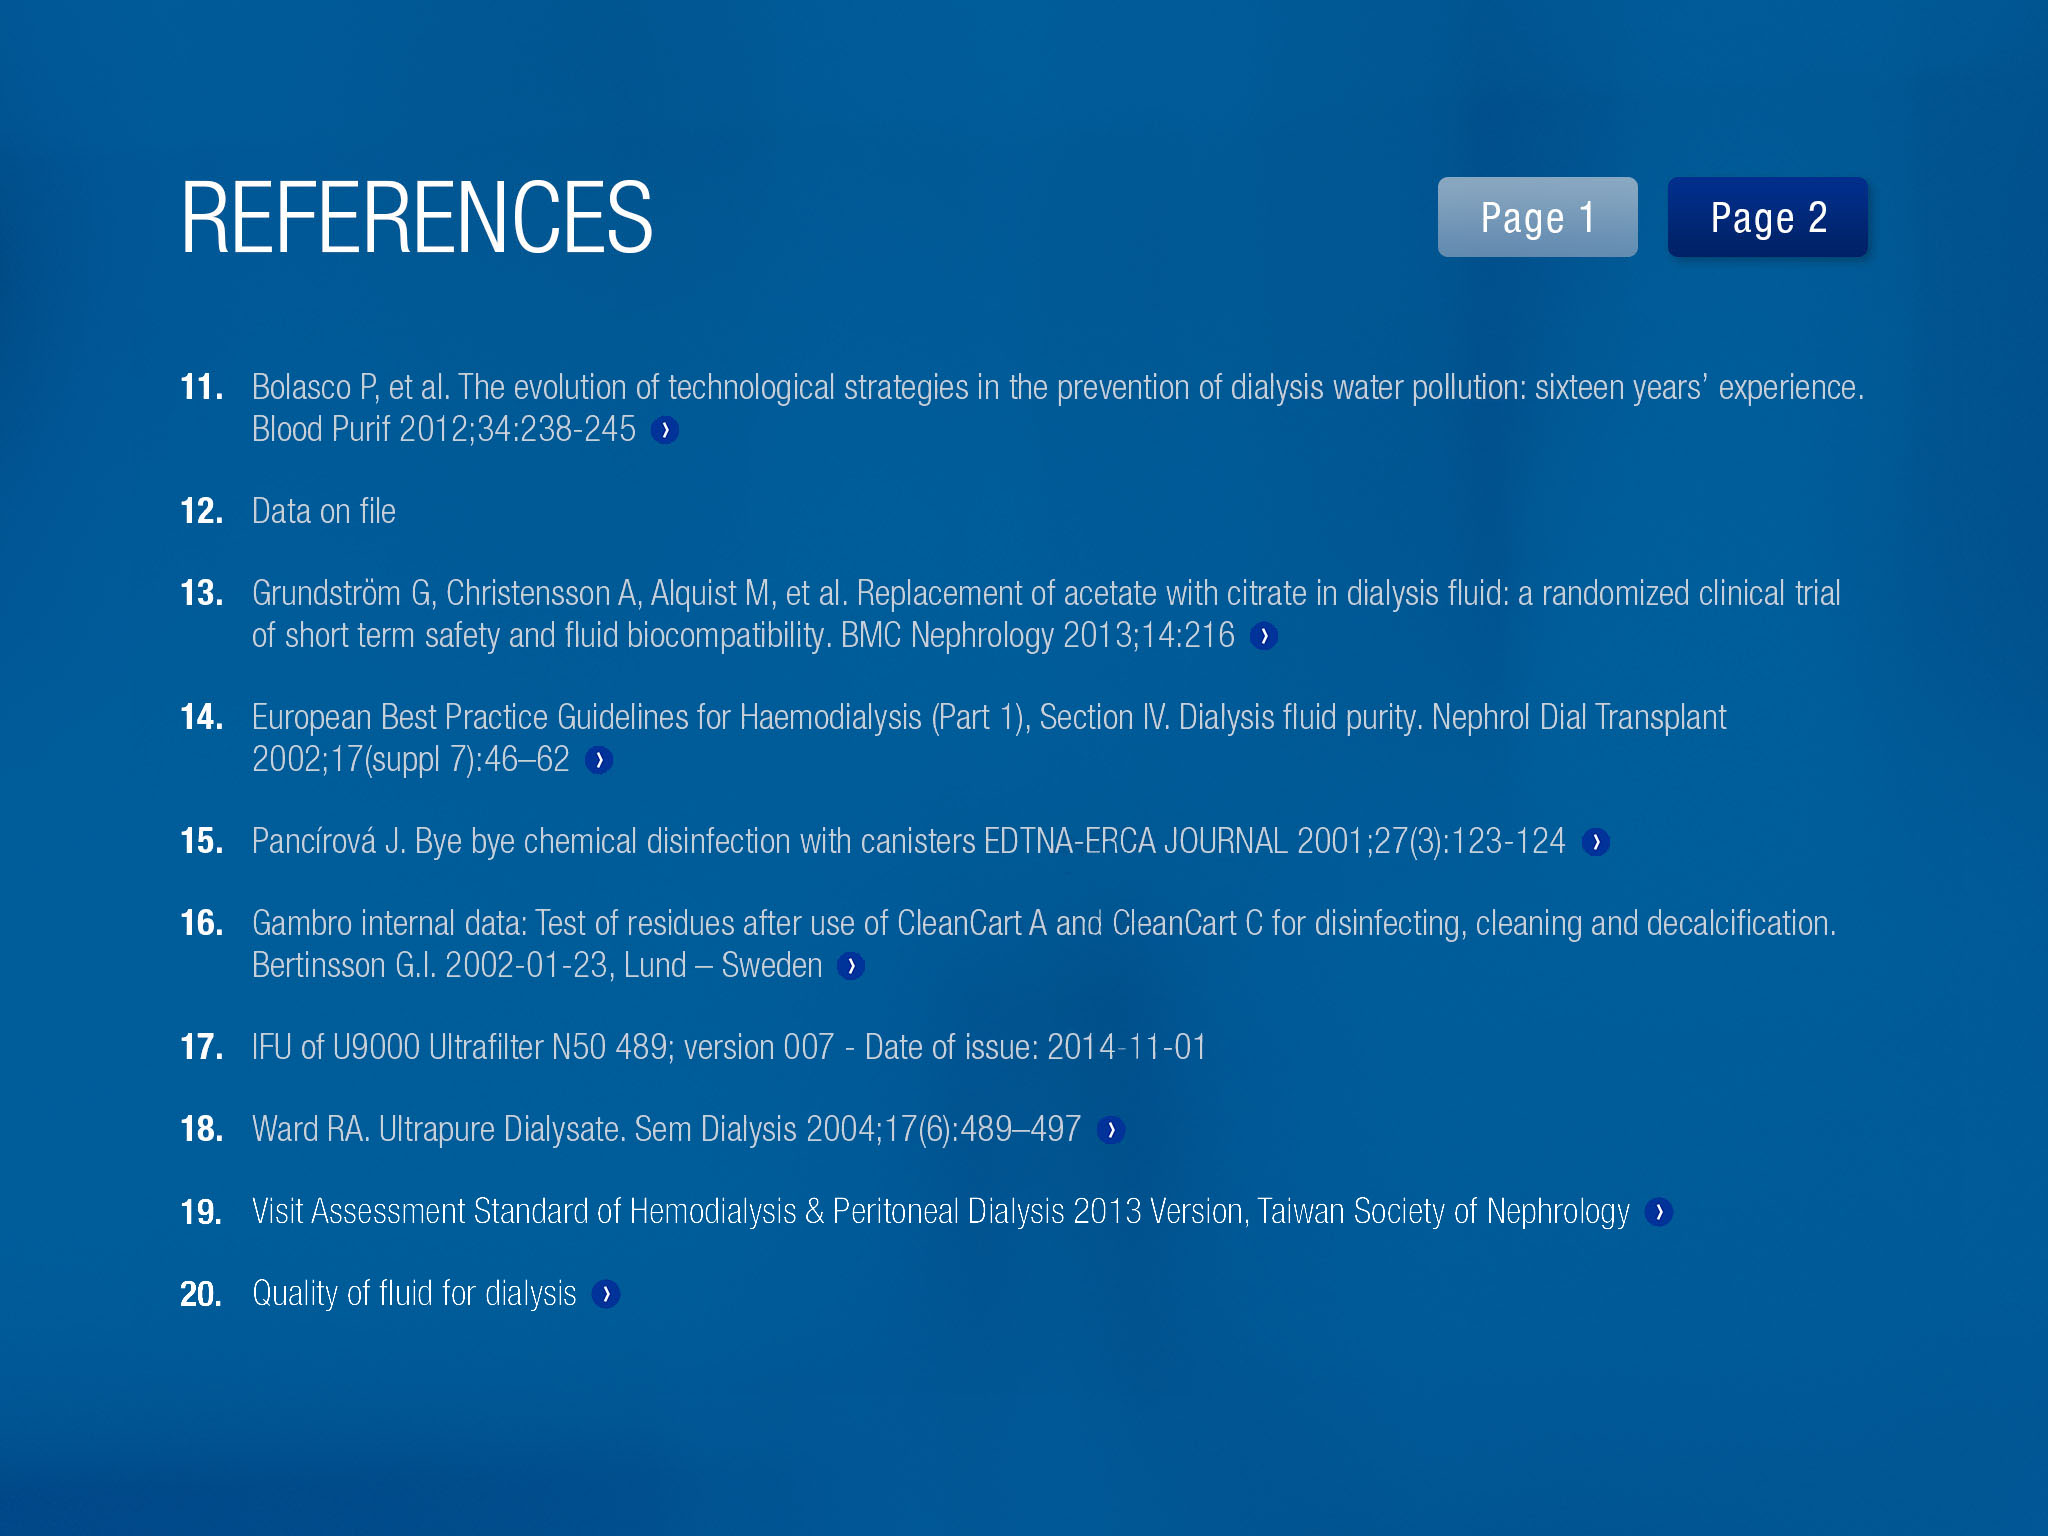 REFERENCES
Page 1
Page 2
11. Bolasco P, et al. The evolution of technological strategies in the prevention of dialysis water pollution: sixteen years’ experience.
Blood Purif 2012;34:238-245
12. Data on file
13. Grundström G, Christensson A, Alquist M, et al. Replacement of acetate with citrate in dialysis fluid: a randomized clinical trial
of short term safety and fluid biocompatibility. BMC Nephrology 2013;14:216
14. European Best Practice Guidelines for Haemodialysis (Part 1), Section IV. Dialysis fluid purity. Nephrol Dial Transplant
2002;17(suppl 7):46–62
15. Pancírová J. Bye bye chemical disinfection with canisters EDTNA-ERCA JOURNAL 2001;27(3):123-124
16. Gambro internal data: Test of residues after use of CleanCart A and CleanCart C for disinfecting, cleaning and decalcification.
Bertinsson G.I. 2002-01-23, Lund – Sweden
17. IFU of U9000 Ultrafilter N50 489; version 007 - Date of issue: 2014-11-01
18. Ward RA. Ultrapure Dialysate. Sem Dialysis 2004;17(6):489–497
19. Visit Assessment Standard of Hemodialysis & Peritoneal Dialysis 2013 Version, Taiwan Society of Nephrology
20. Quality of fluid for dialysis